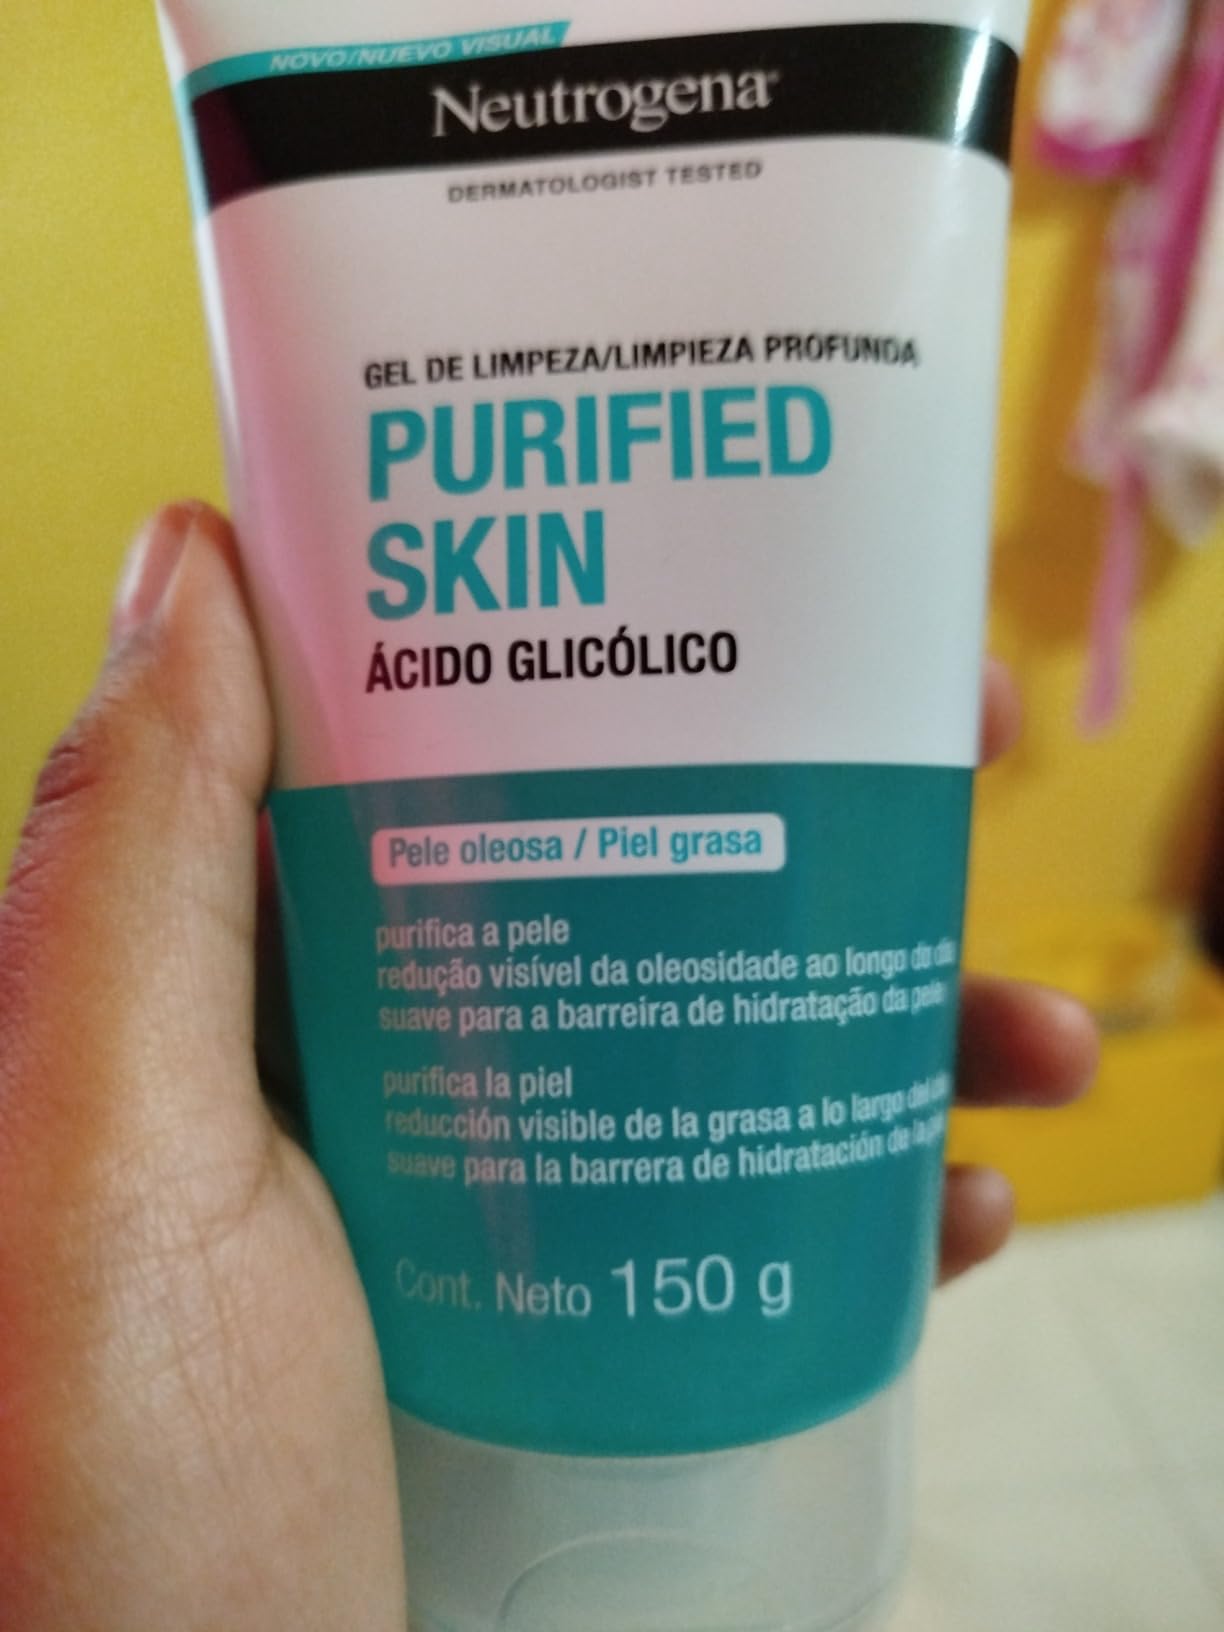 NOVO/NUEVO VISUAL
Neutrogena®
DERMATOLOGIST TESTED
GEL DE LIMPEZA/LIMPIEZA PROFUNDA
PURIFIED
SKIN
ÁCIDO GLICÓLICO
Pele oleosa / Piel grasa
purifica a pele
redução visível da oleosidade ao longo do dia
suave para a barreira de hidratação da pele
purifica la piel
reducción visible de la grasa a lo largo del
suave para la barrera de hidratación de la
Cont. Neto 150 g